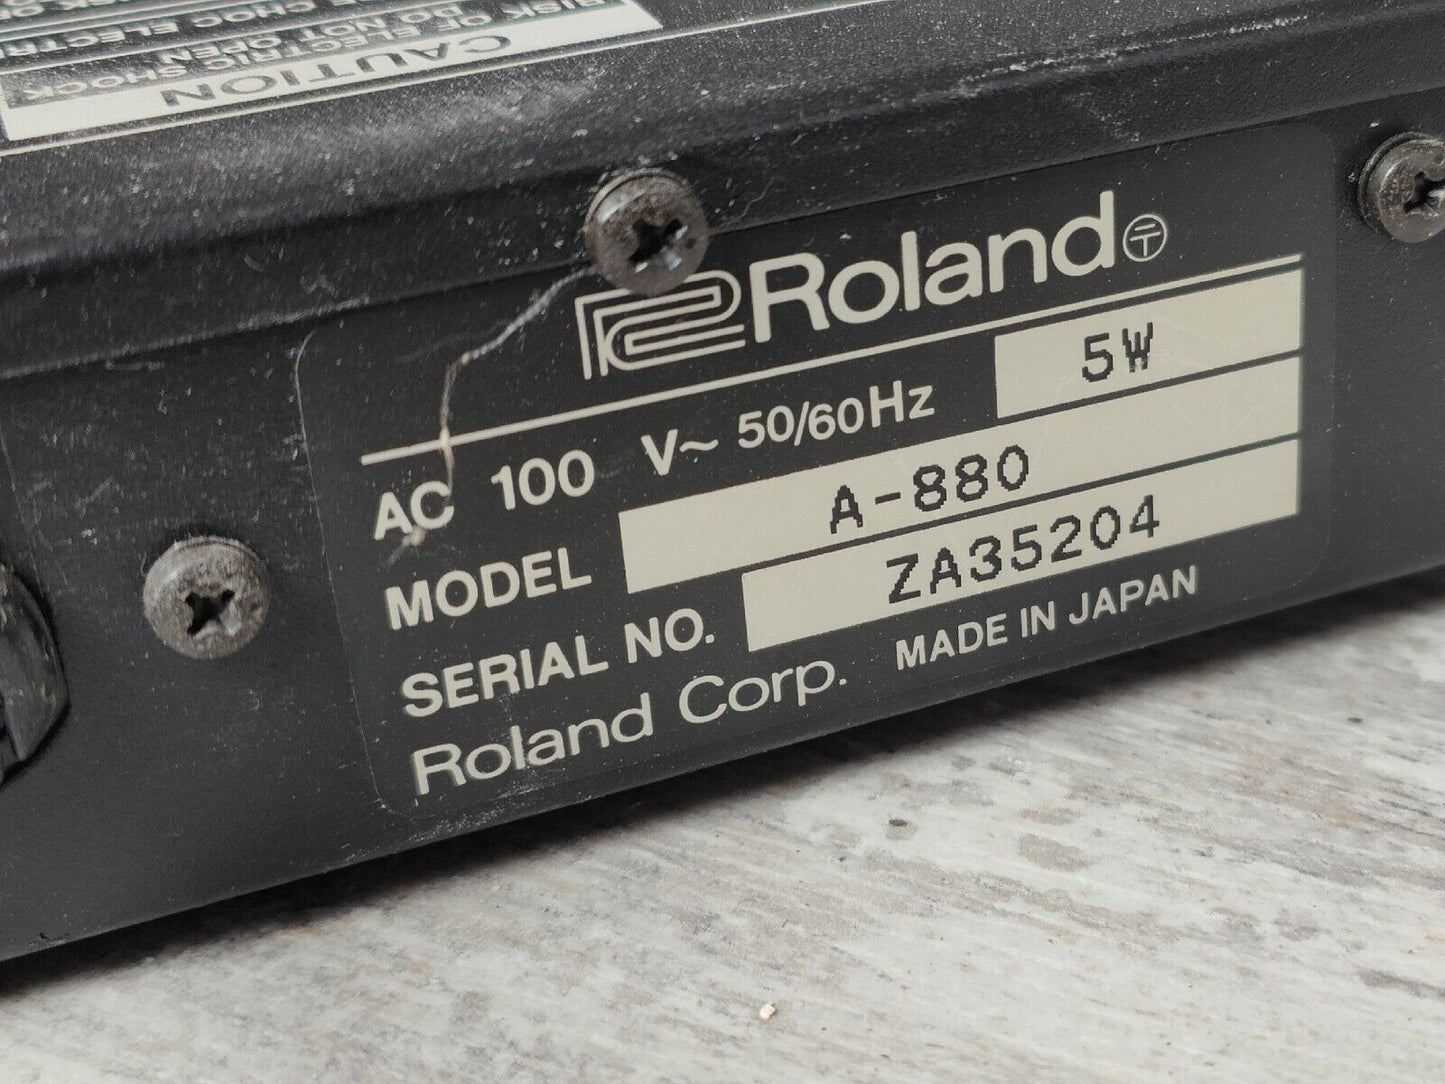 CAUTION
RISK OF ELECTRIC SHOCK
DO NOT OPEN
Roland〒
AC 100 V~ 50/60Hz 5W
MODEL A-880
SERIAL NO. ZA35204
Roland Corp. MADE IN JAPAN